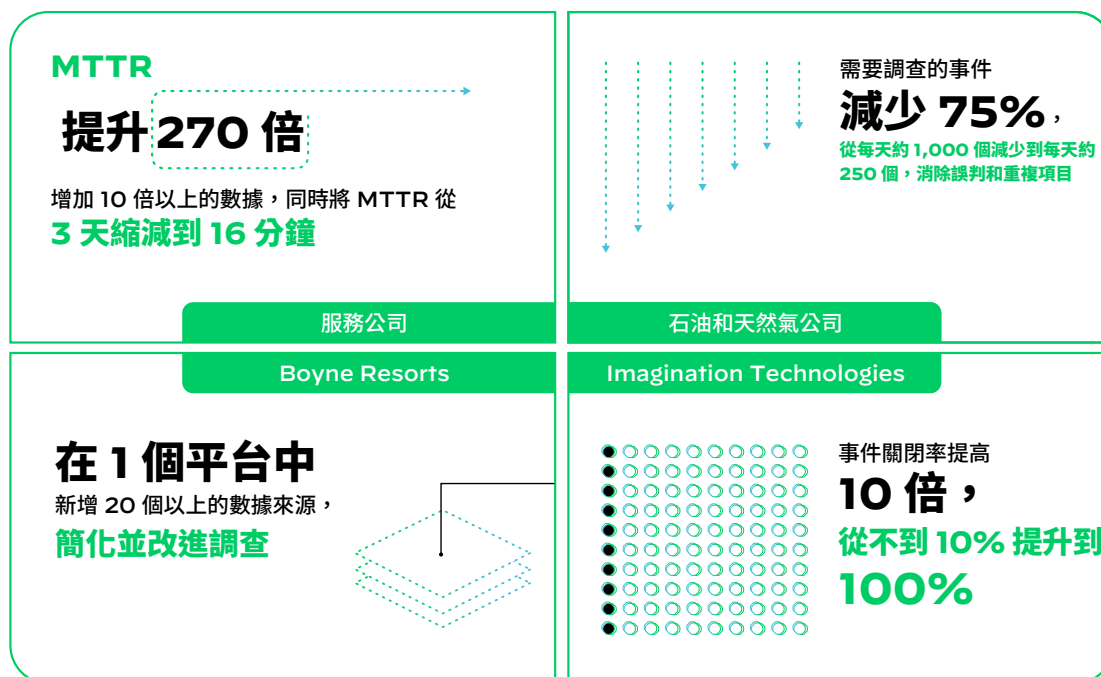 MTTR
提升 270 倍
增加 10 倍以上的數據，同時將 MTTR 從
3 天縮減到 16 分鐘
服務公司
需要調查的事件
減少 75%，
從每天約 1,000 個減少到每天約
250 個，消除誤判和重複項目
石油和天然氣公司
Boyne Resorts
在 1 個平台中
新增 20 個以上的數據來源，
簡化並改進調查
Imagination Technologies
事件關閉率提高
10 倍，
從不到 10% 提升到
100%